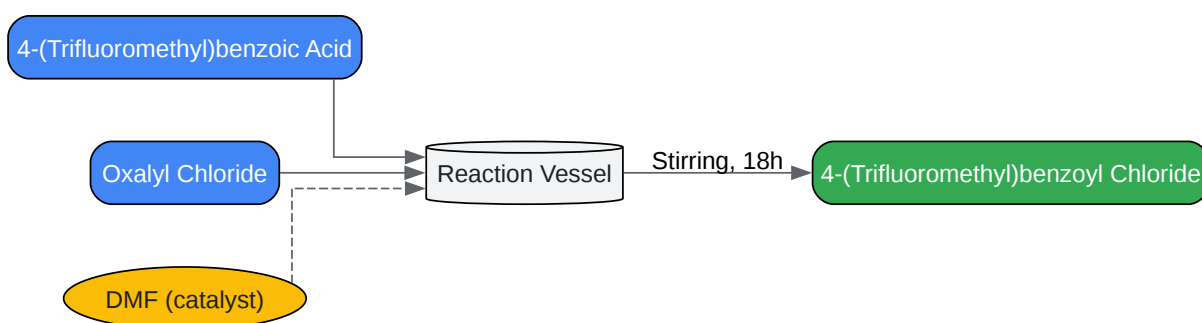 4-(Trifluoromethyl)benzoic Acid
Oxalyl Chloride
Reaction Vessel
Stirring, 18h
4-(Trifluoromethyl)benzoyl Chloride
DMF (catalyst)